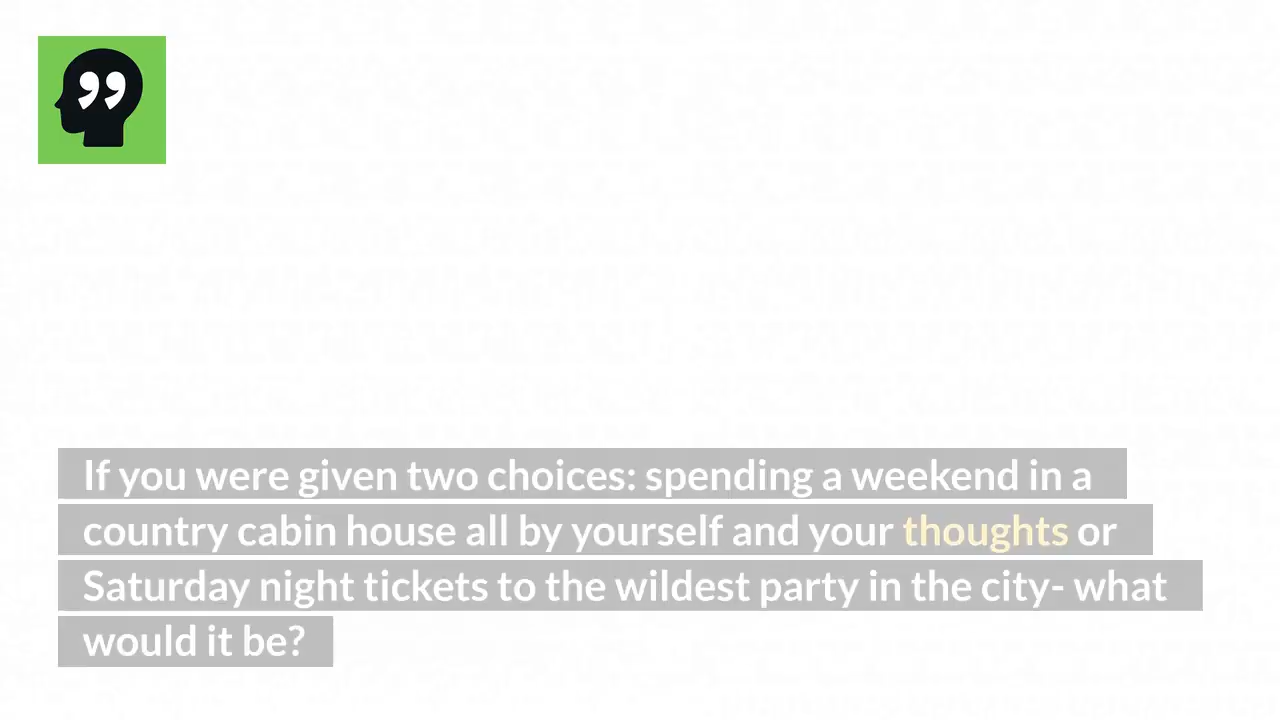 If you were given two choices: spending a weekend in a
country cabin house all by yourself and your thoughts or
Saturday night tickets to the wildest party in the city- what
would it be?